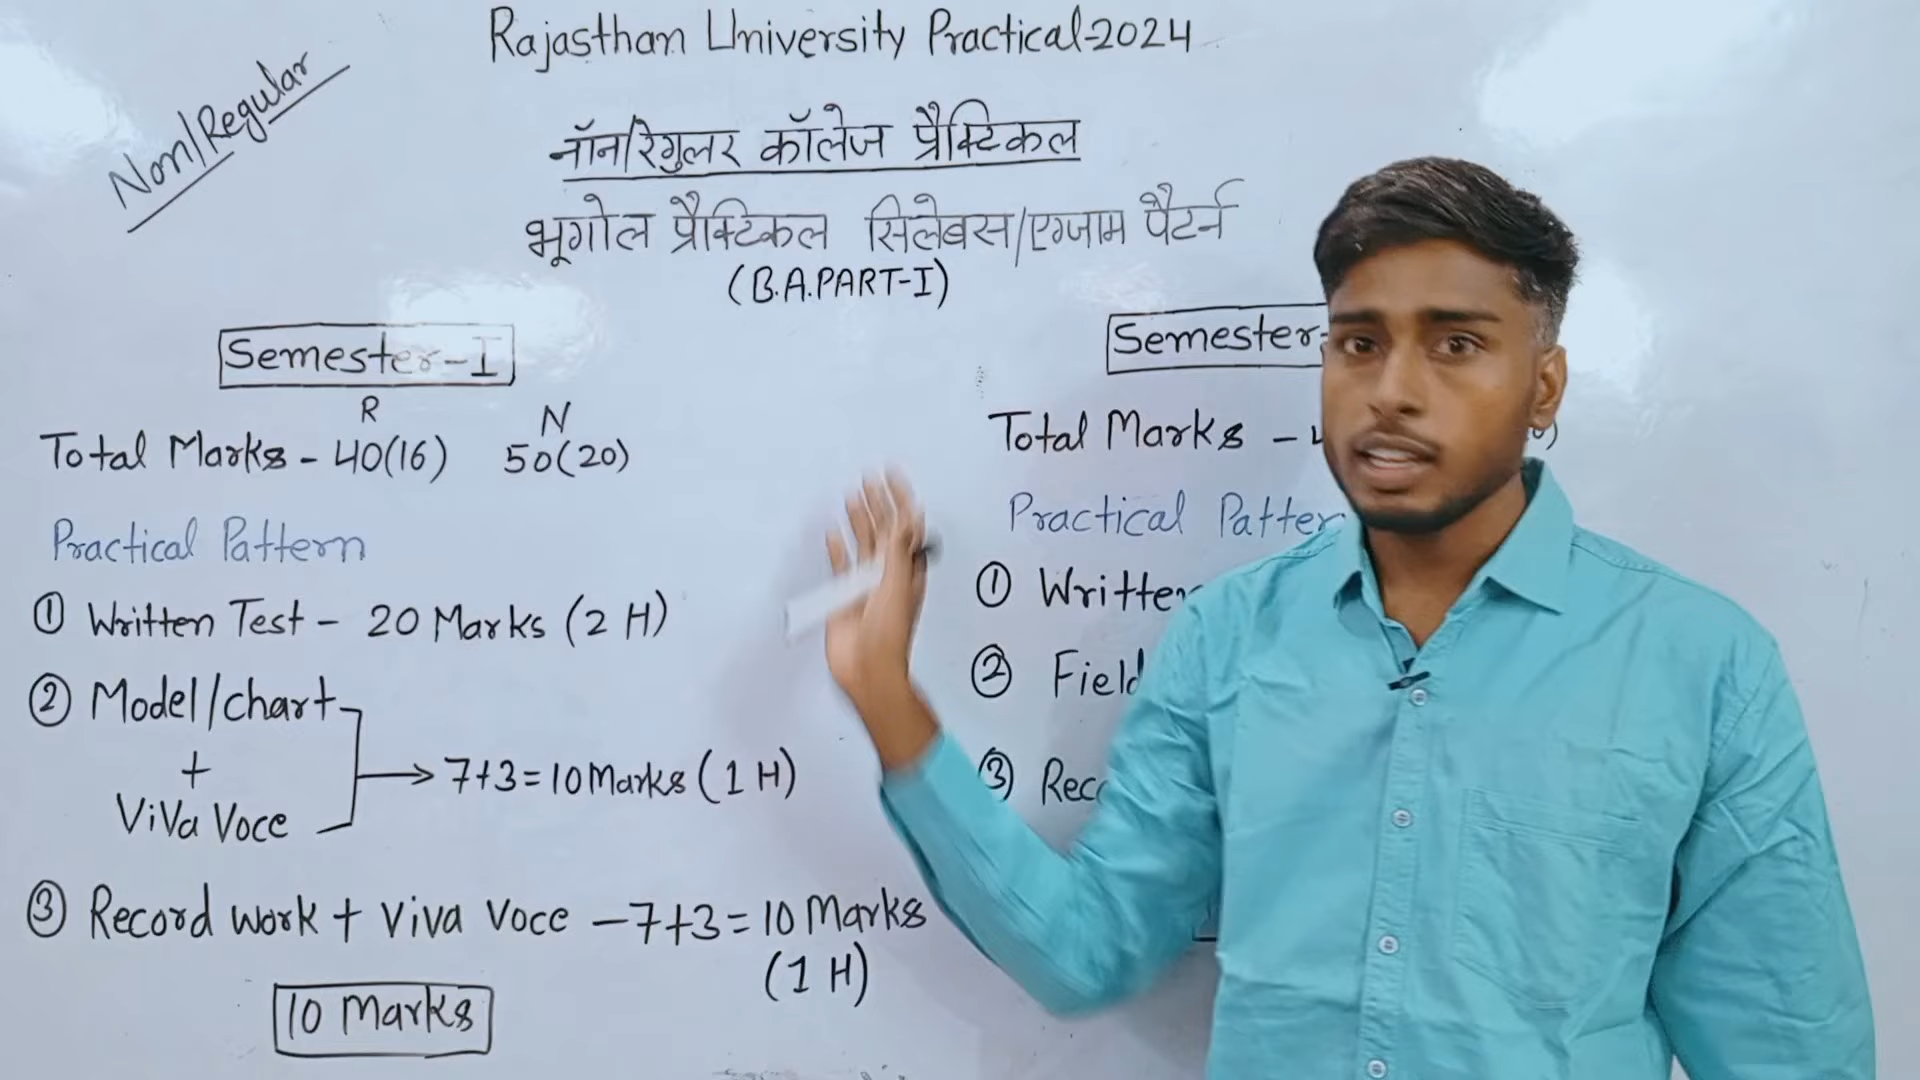 Rajasthan University Practical-2024
Non/Regular
नॉन/रेगुलर कॉलेज प्रैक्टिकल
भूगोल प्रैक्टिकल सिलेबस/एग्जाम पैटर्न
(B.A.PART-I)
Semester-I
R N
Total Marks - 40(16) 50(20)
Practical Pattern
① Written Test - 20 Marks (2 H)
② Model/chart
+
ViVa Voce
→ 7+3=10 Marks (1 H)
③ Record work + Viva Voce - 7+3=10 Marks
(1 H)
10 Marks
Semester-
Total Marks -
Practical
①
② Field
③